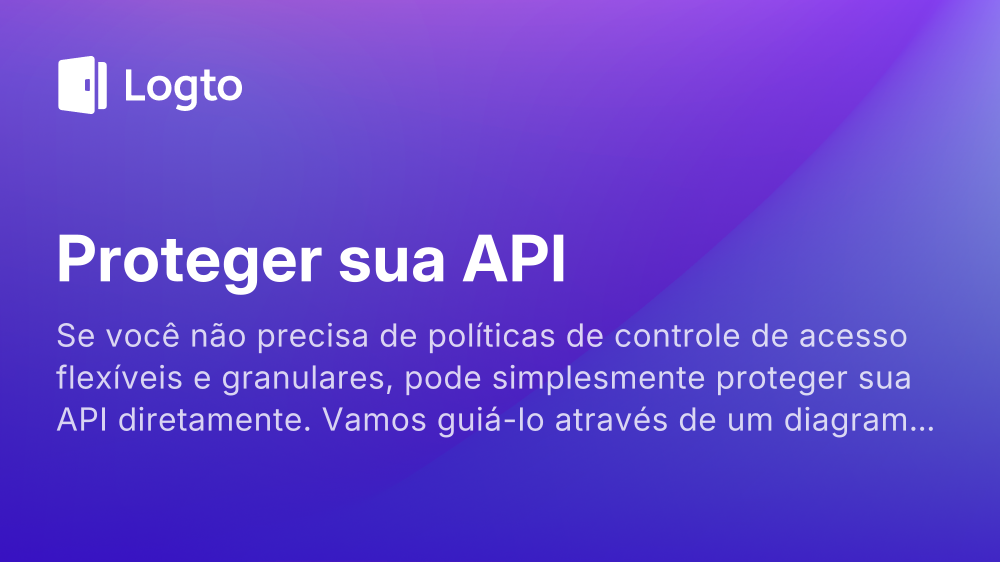 Logto
Proteger sua API
Se você não precisa de políticas de controle de acesso
flexíveis e granulares, pode simplesmente proteger sua
API diretamente. Vamos guiá-lo através de um diagram...